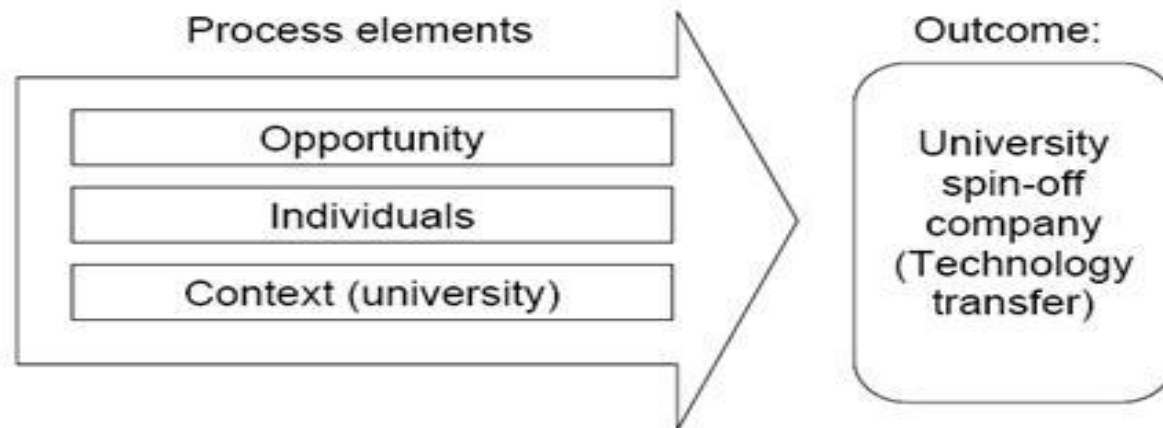 Process elements
Opportunity
Individuals
Context (university)
Outcome:
University
spin-off
company
(Technology
transfer)